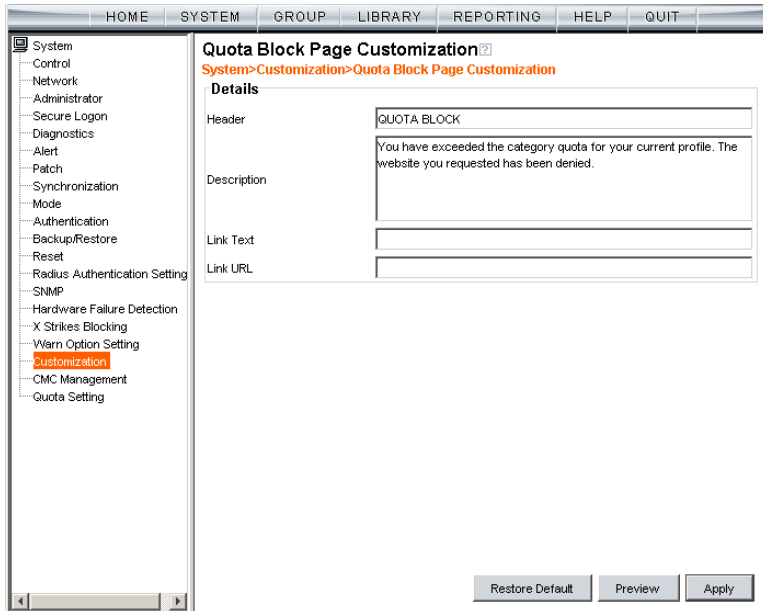 HOME SYSTEM GROUP LIBRARY REPORTING HELP QUIT
System
Control
Network
Administrator
Secure Logon
Diagnostics
Alert
Patch
Synchronization
Mode
Authentication
Backup/Restore
Reset
Radius Authentication Setting
SNMP
Hardware Failure Detection
X Strikes Blocking
Warn Option Setting
Customization
CMC Management
Quota Setting
Quota Block Page Customization ?
System>Customization>Quota Block Page Customization
Details
Header QUOTA BLOCK
Description
You have exceeded the category quota for your current profile. The
website you requested has been denied.
Link Text
Link URL
Restore Default Preview Apply